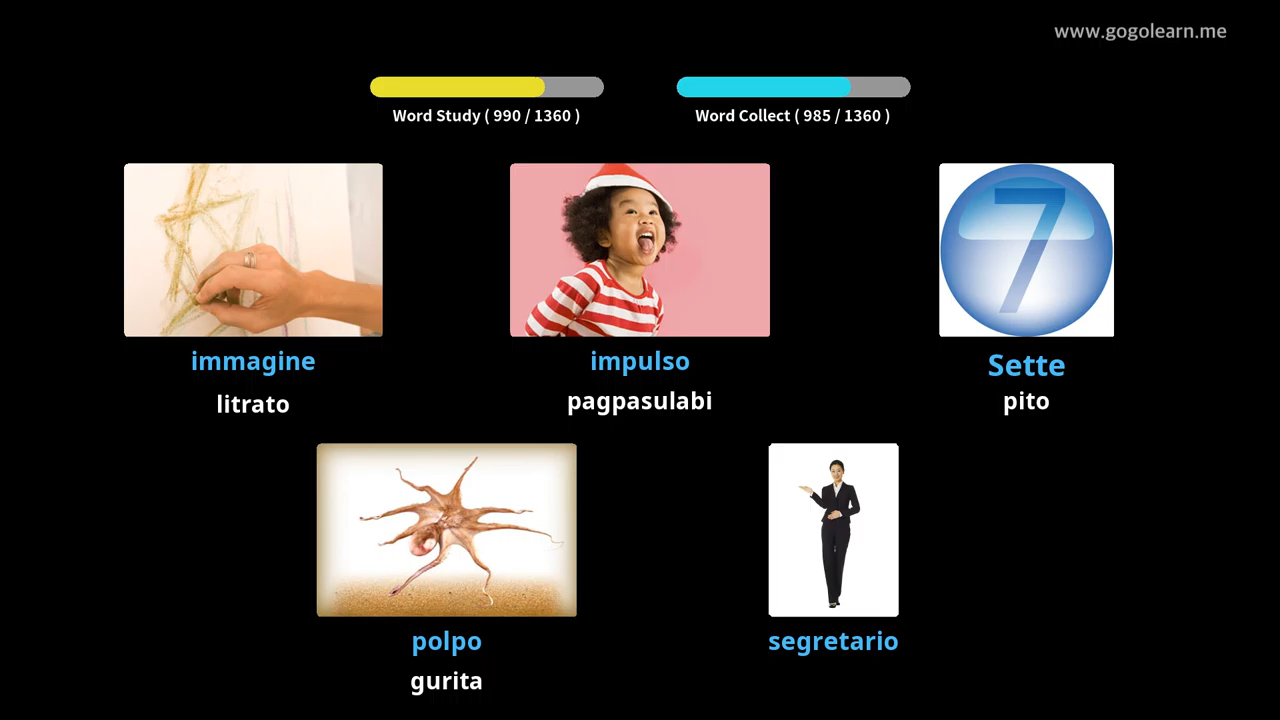 www.gogolearn.me
Word Study ( 990 / 1360 )
Word Collect ( 985 / 1360 )
7
immagine
litrato
impulso
pagpasulabi
Sette
pito
polpo
gurita
segretario